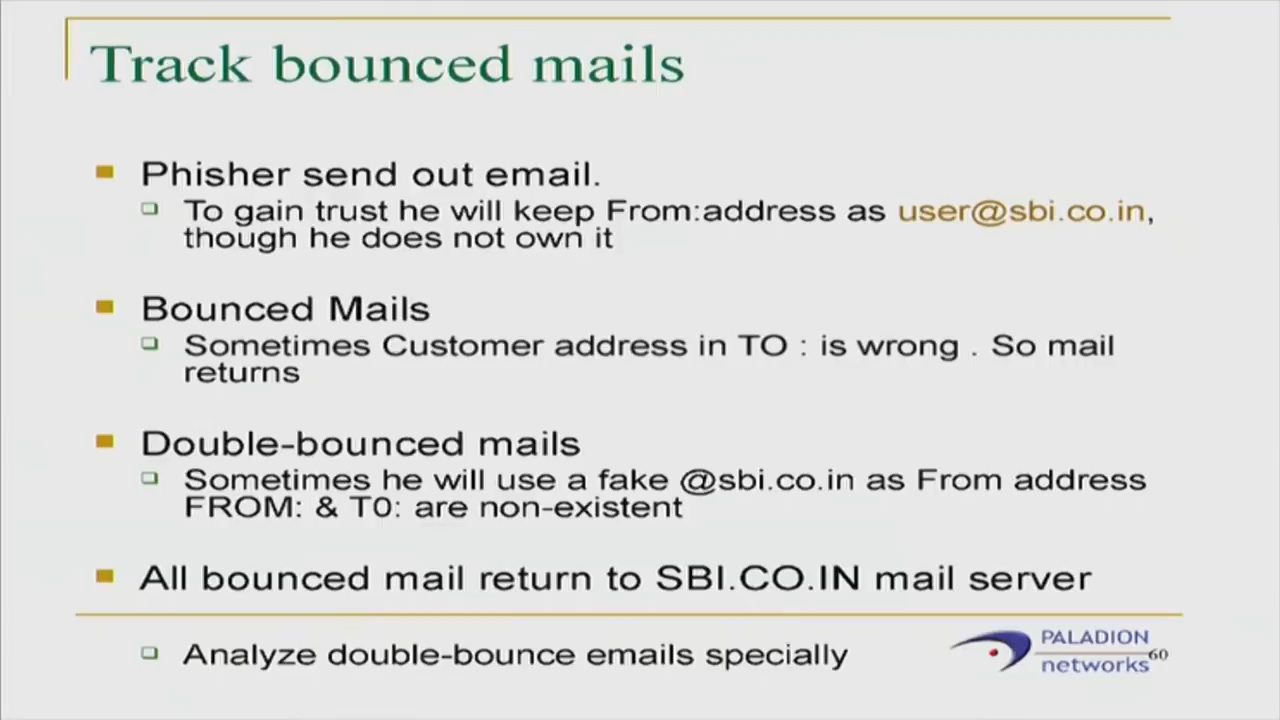 Track bounced mails
Phisher send out email.
To gain trust he will keep From:address as user@sbi.co.in,
though he does not own it
Bounced Mails
Sometimes Customer address in TO : is wrong . So mail
returns
Double-bounced mails
Sometimes he will use a fake @sbi.co.in as From address
FROM: & T0: are non-existent
All bounced mail return to SBI.CO.IN mail server
Analyze double-bounce emails specially
PALADION
networks
60